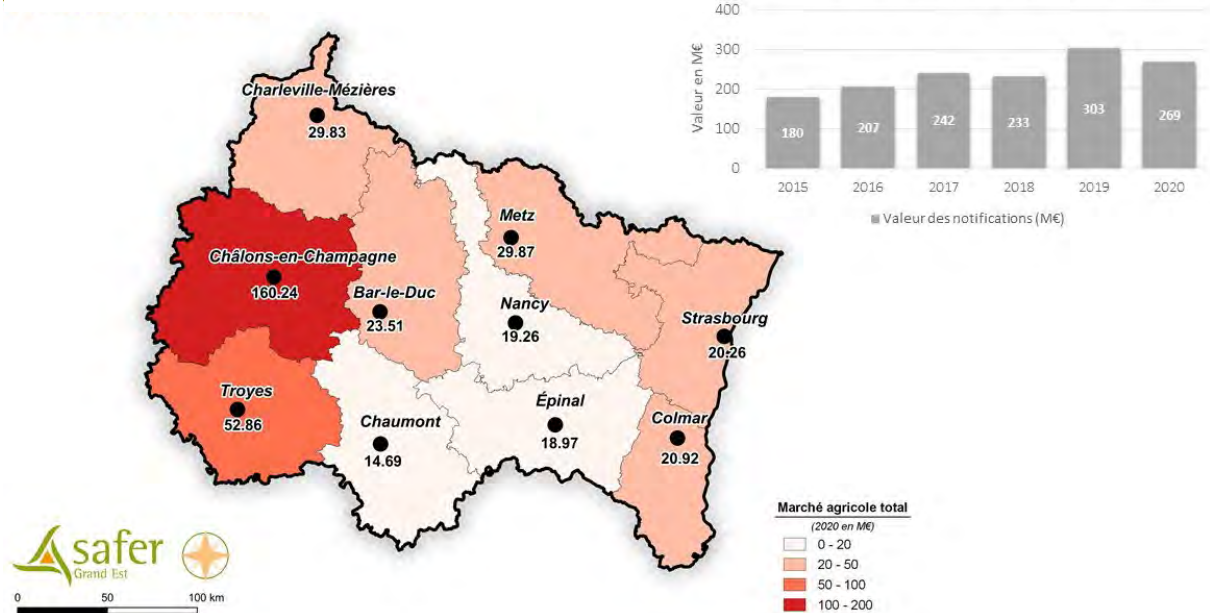 400
300
200
100
0
Valeur en M€
180
207
242
233
303
269
2015
2016
2017
2018
2019
2020
Valeur des notifications (M€)
Charleville-Mézières
29.83
Metz
29.87
Châlons-en-Champagne
160.24
Bar-le-Duc
23.51
Nancy
19.26
Strasbourg
20.26
Troyes
52.86
Chaumont
14.69
Épinal
18.97
Colmar
20.92
Marché agricole total
(2020 en M€)
0 - 20
20 - 50
50 - 100
100 - 200
safer
Grand Est
0 50 100 km